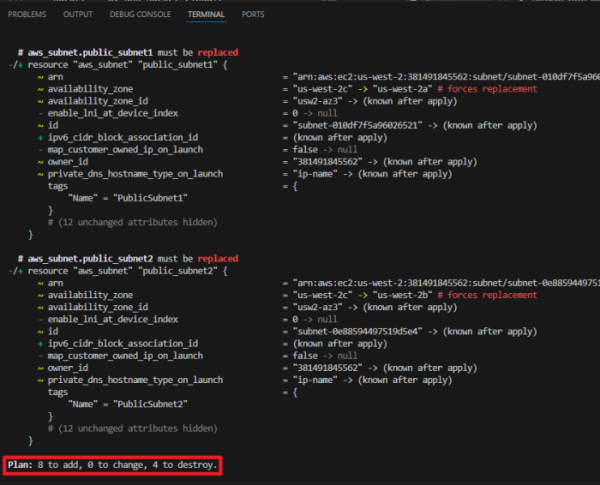 PROBLEMS OUTPUT DEBUG CONSOLE TERMINAL PORTS
# aws_subnet.public_subnet1 must be replaced
-/+ resource "aws_subnet" "public_subnet1" {
~ arn = "arn:aws:ec2:us-west-2:381491845562:subnet/subnet-010df7f5a960
~ availability_zone = "us-west-2c" -> "us-west-2a" # forces replacement
~ availability_zone_id = "usw2-az3" -> (known after apply)
- enable_lni_at_device_index = 0 -> null
~ id = "subnet-010df7f5a96026521" -> (known after apply)
+ ipv6_cidr_block_association_id = (known after apply)
- map_customer_owned_ip_on_launch = false -> null
~ owner_id = "381491845562" -> (known after apply)
~ private_dns_hostname_type_on_launch = "ip-name" -> (known after apply)
tags = {
"Name" = "PublicSubnet1"
}
# (12 unchanged attributes hidden)
}
# aws_subnet.public_subnet2 must be replaced
-/+ resource "aws_subnet" "public_subnet2" {
~ arn = "arn:aws:ec2:us-west-2:381491845562:subnet/subnet-0e8859449751
~ availability_zone = "us-west-2c" -> "us-west-2b" # forces replacement
~ availability_zone_id = "usw2-az3" -> (known after apply)
- enable_lni_at_device_index = 0 -> null
~ id = "subnet-0e88594497519d5e4" -> (known after apply)
+ ipv6_cidr_block_association_id = (known after apply)
- map_customer_owned_ip_on_launch = false -> null
~ owner_id = "381491845562" -> (known after apply)
~ private_dns_hostname_type_on_launch = "ip-name" -> (known after apply)
tags = {
"Name" = "PublicSubnet2"
}
# (12 unchanged attributes hidden)
}
Plan: 8 to add, 0 to change, 4 to destroy.